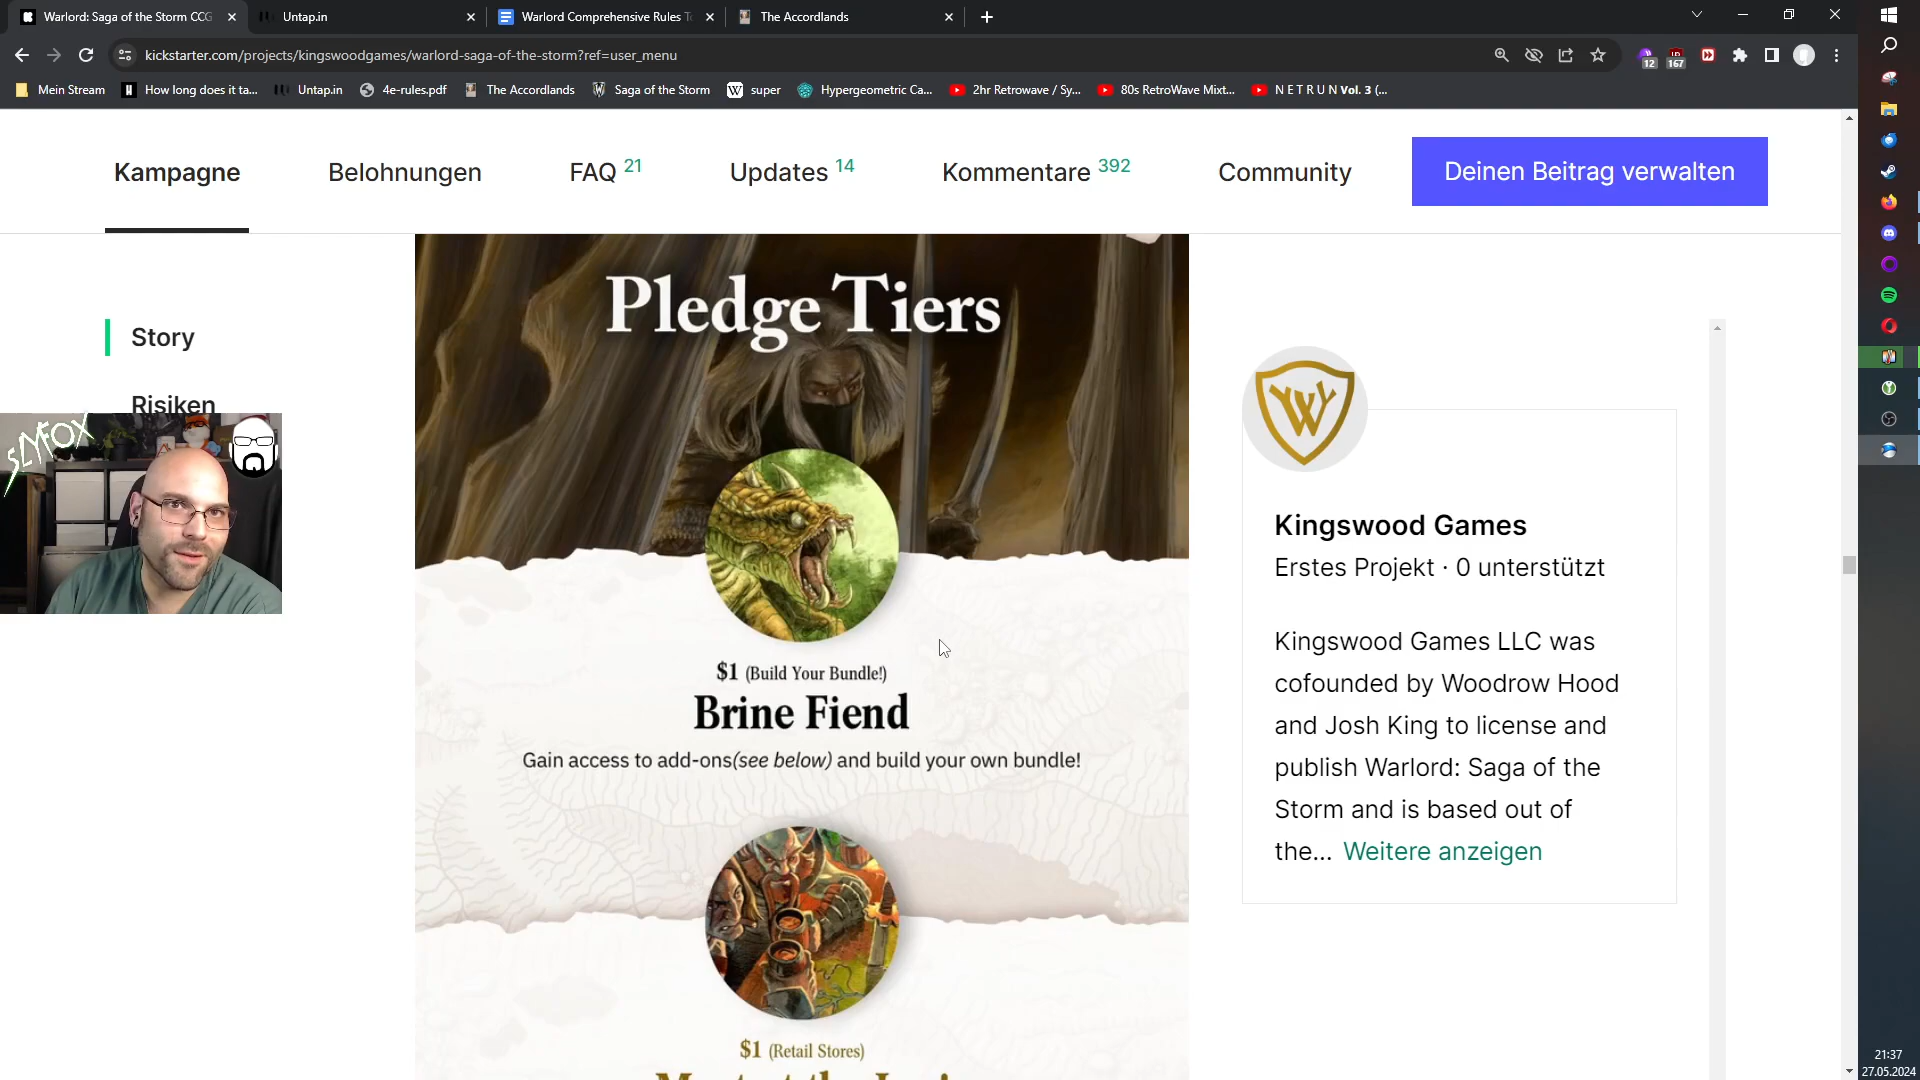 Warlord: Saga of the Storm CCG
Untap.in
Warlord Comprehensive Rules
The Accordlands
kickstarter.com/projects/kingswoodgames/warlord-saga-of-the-storm?ref=user_menu
12
167
Mein Stream
How long does it ta...
Untap.in
4e-rules.pdf
The Accordlands
Saga of the Storm
W super
Hypergeometric Ca...
2hr Retrowave / Sy...
80s RetroWave Mixt...
N E T R U N Vol. 3 (...
Kampagne
Belohnungen
FAQ 21
Updates 14
Kommentare 392
Community
Deinen Beitrag verwalten
Story
Risiken
SLYFOX
Pledge Tiers
$1 (Build Your Bundle!)
Brine Fiend
Gain access to add-ons(see below) and build your own bundle!
$1 (Retail Stores)
Kingswood Games
Erstes Projekt · 0 unterstützt
Kingswood Games LLC was
cofounded by Woodrow Hood
and Josh King to license and
publish Warlord: Saga of the
Storm and is based out of
the... Weitere anzeigen
21:37
27.05.2024